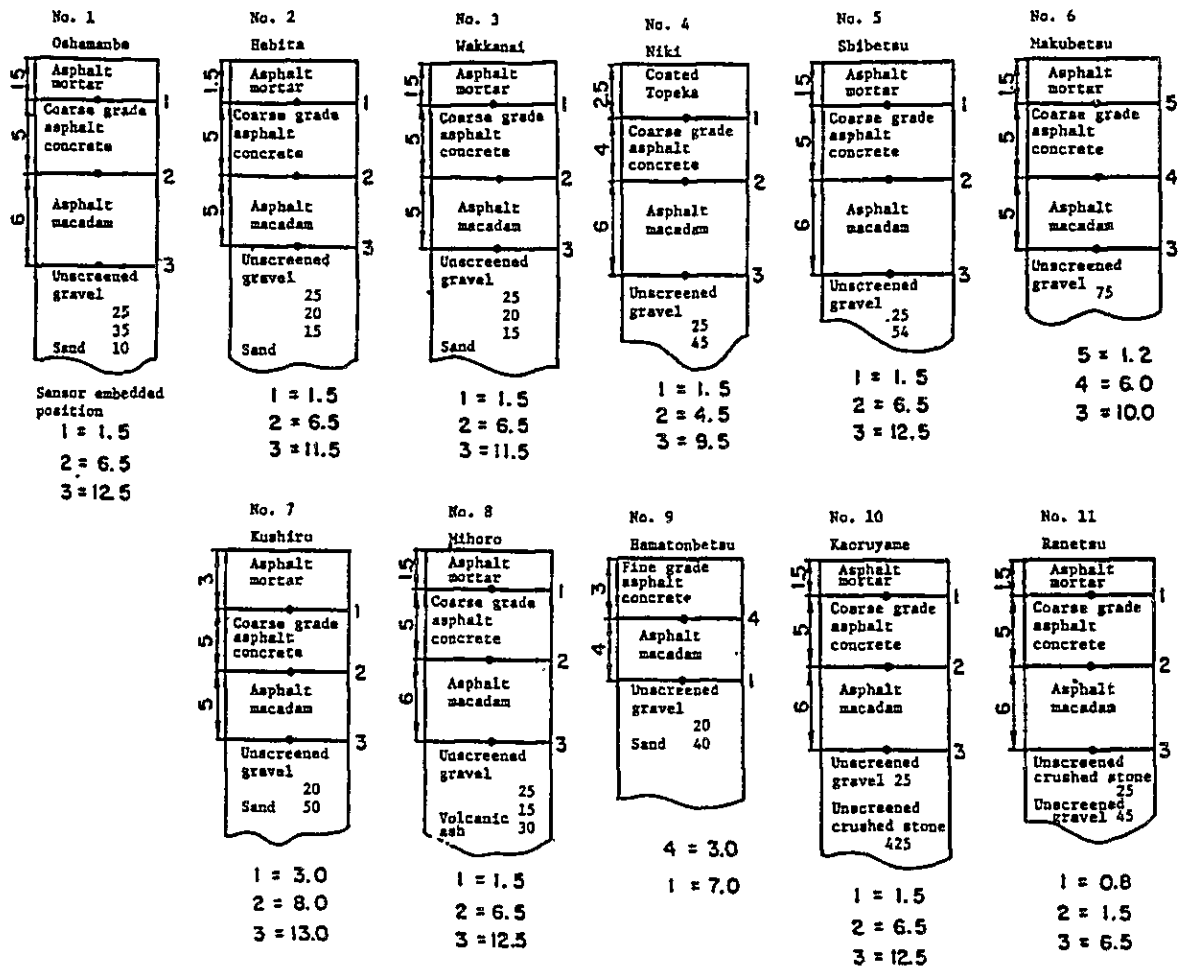 No. 1
Oshamanbe
1.5
Asphalt
mortar
1
5
Coarse grade
asphalt
concrete
2
6
Asphalt
macadam
3
Unscreened
gravel
25
35
Sand 10
Sensor embedded
position
1 = 1.5
2 = 6.5
3 = 12.5
No. 2
Hebita
1.5
Asphalt
mortar
1
5
Coarse grade
asphalt
concrete
2
5
Asphalt
macadam
3
Unscreened
gravel
25
20
15
Sand
1 = 1.5
2 = 6.5
3 = 11.5
No. 3
Wakkanai
1.5
Asphalt
mortar
1
5
Coarse grade
asphalt
concrete
2
5
Asphalt
macadam
3
Unscreened
gravel
25
20
15
Sand
1 = 1.5
2 = 6.5
3 = 11.5
No. 4
Niki
2.5
Coated
Topeka
1
4
Coarse grade
asphalt
concrete
2
6
Asphalt
macadam
3
Unscreened
gravel
25
45
1 = 1.5
2 = 4.5
3 = 9.5
No. 5
Shibetsu
1.5
Asphalt
mortar
1
5
Coarse grade
asphalt
concrete
2
6
Asphalt
macadam
3
Unscreened
gravel
25
54
1 = 1.5
2 = 6.5
3 = 12.5
No. 6
Makubetsu
1.5
Asphalt
mortar
5
5
Coarse grade
asphalt
concrete
4
5
Asphalt
macadam
3
Unscreened
gravel 75
5 = 1.2
4 = 6.0
3 = 10.0
No. 7
Kushiro
3
Asphalt
mortar
1
5
Coarse grade
asphalt
concrete
2
5
Asphalt
macadam
3
Unscreened
gravel
20
Sand 50
1 = 3.0
2 = 8.0
3 = 13.0
No. 8
Mihoro
1.5
Asphalt
mortar
1
5
Coarse grade
asphalt
concrete
2
6
Asphalt
macadam
3
Unscreened
gravel
25
15
Volcanic
ash 30
1 = 1.5
2 = 6.5
3 = 12.5
No. 9
Hamatonbetsu
3
Fine grade
asphalt
concrete
4
4
Asphalt
macadam
1
Unscreened
gravel
20
Sand 40
4 = 3.0
1 = 7.0
No. 10
Kaoruyame
1.5
Asphalt
mortar
1
5
Coarse grade
asphalt
concrete
2
6
Asphalt
macadam
3
Unscreened
gravel 25
Unscreened
crushed stone
425
1 = 1.5
2 = 6.5
3 = 12.5
No. 11
Ranetsu
1.5
Asphalt
mortar
1
5
Coarse grade
asphalt
concrete
2
6
Asphalt
macadam
3
Unscreened
crushed stone
25
Unscreened
gravel 45
1 = 0.8
2 = 1.5
3 = 6.5